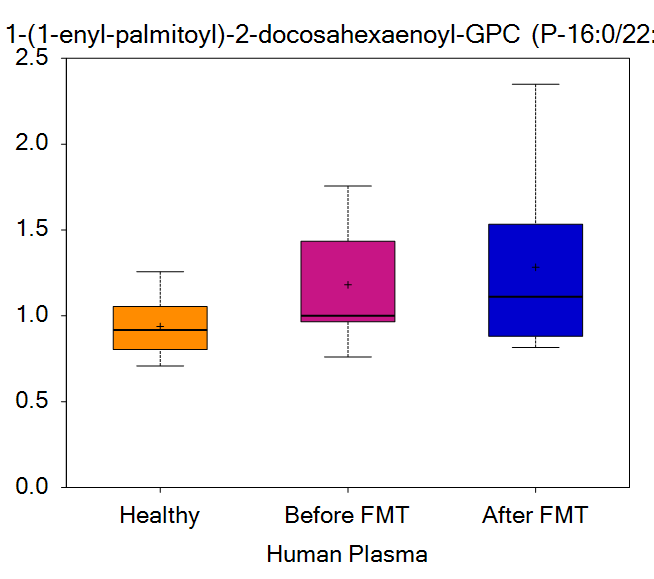 1-(1-enyl-palmitoyl)-2-docosahexaenoyl-GPC (P-16:0/22:
2.5
2.0
1.5
1.0
0.5
0.0
Healthy Before FMT After FMT
Human Plasma